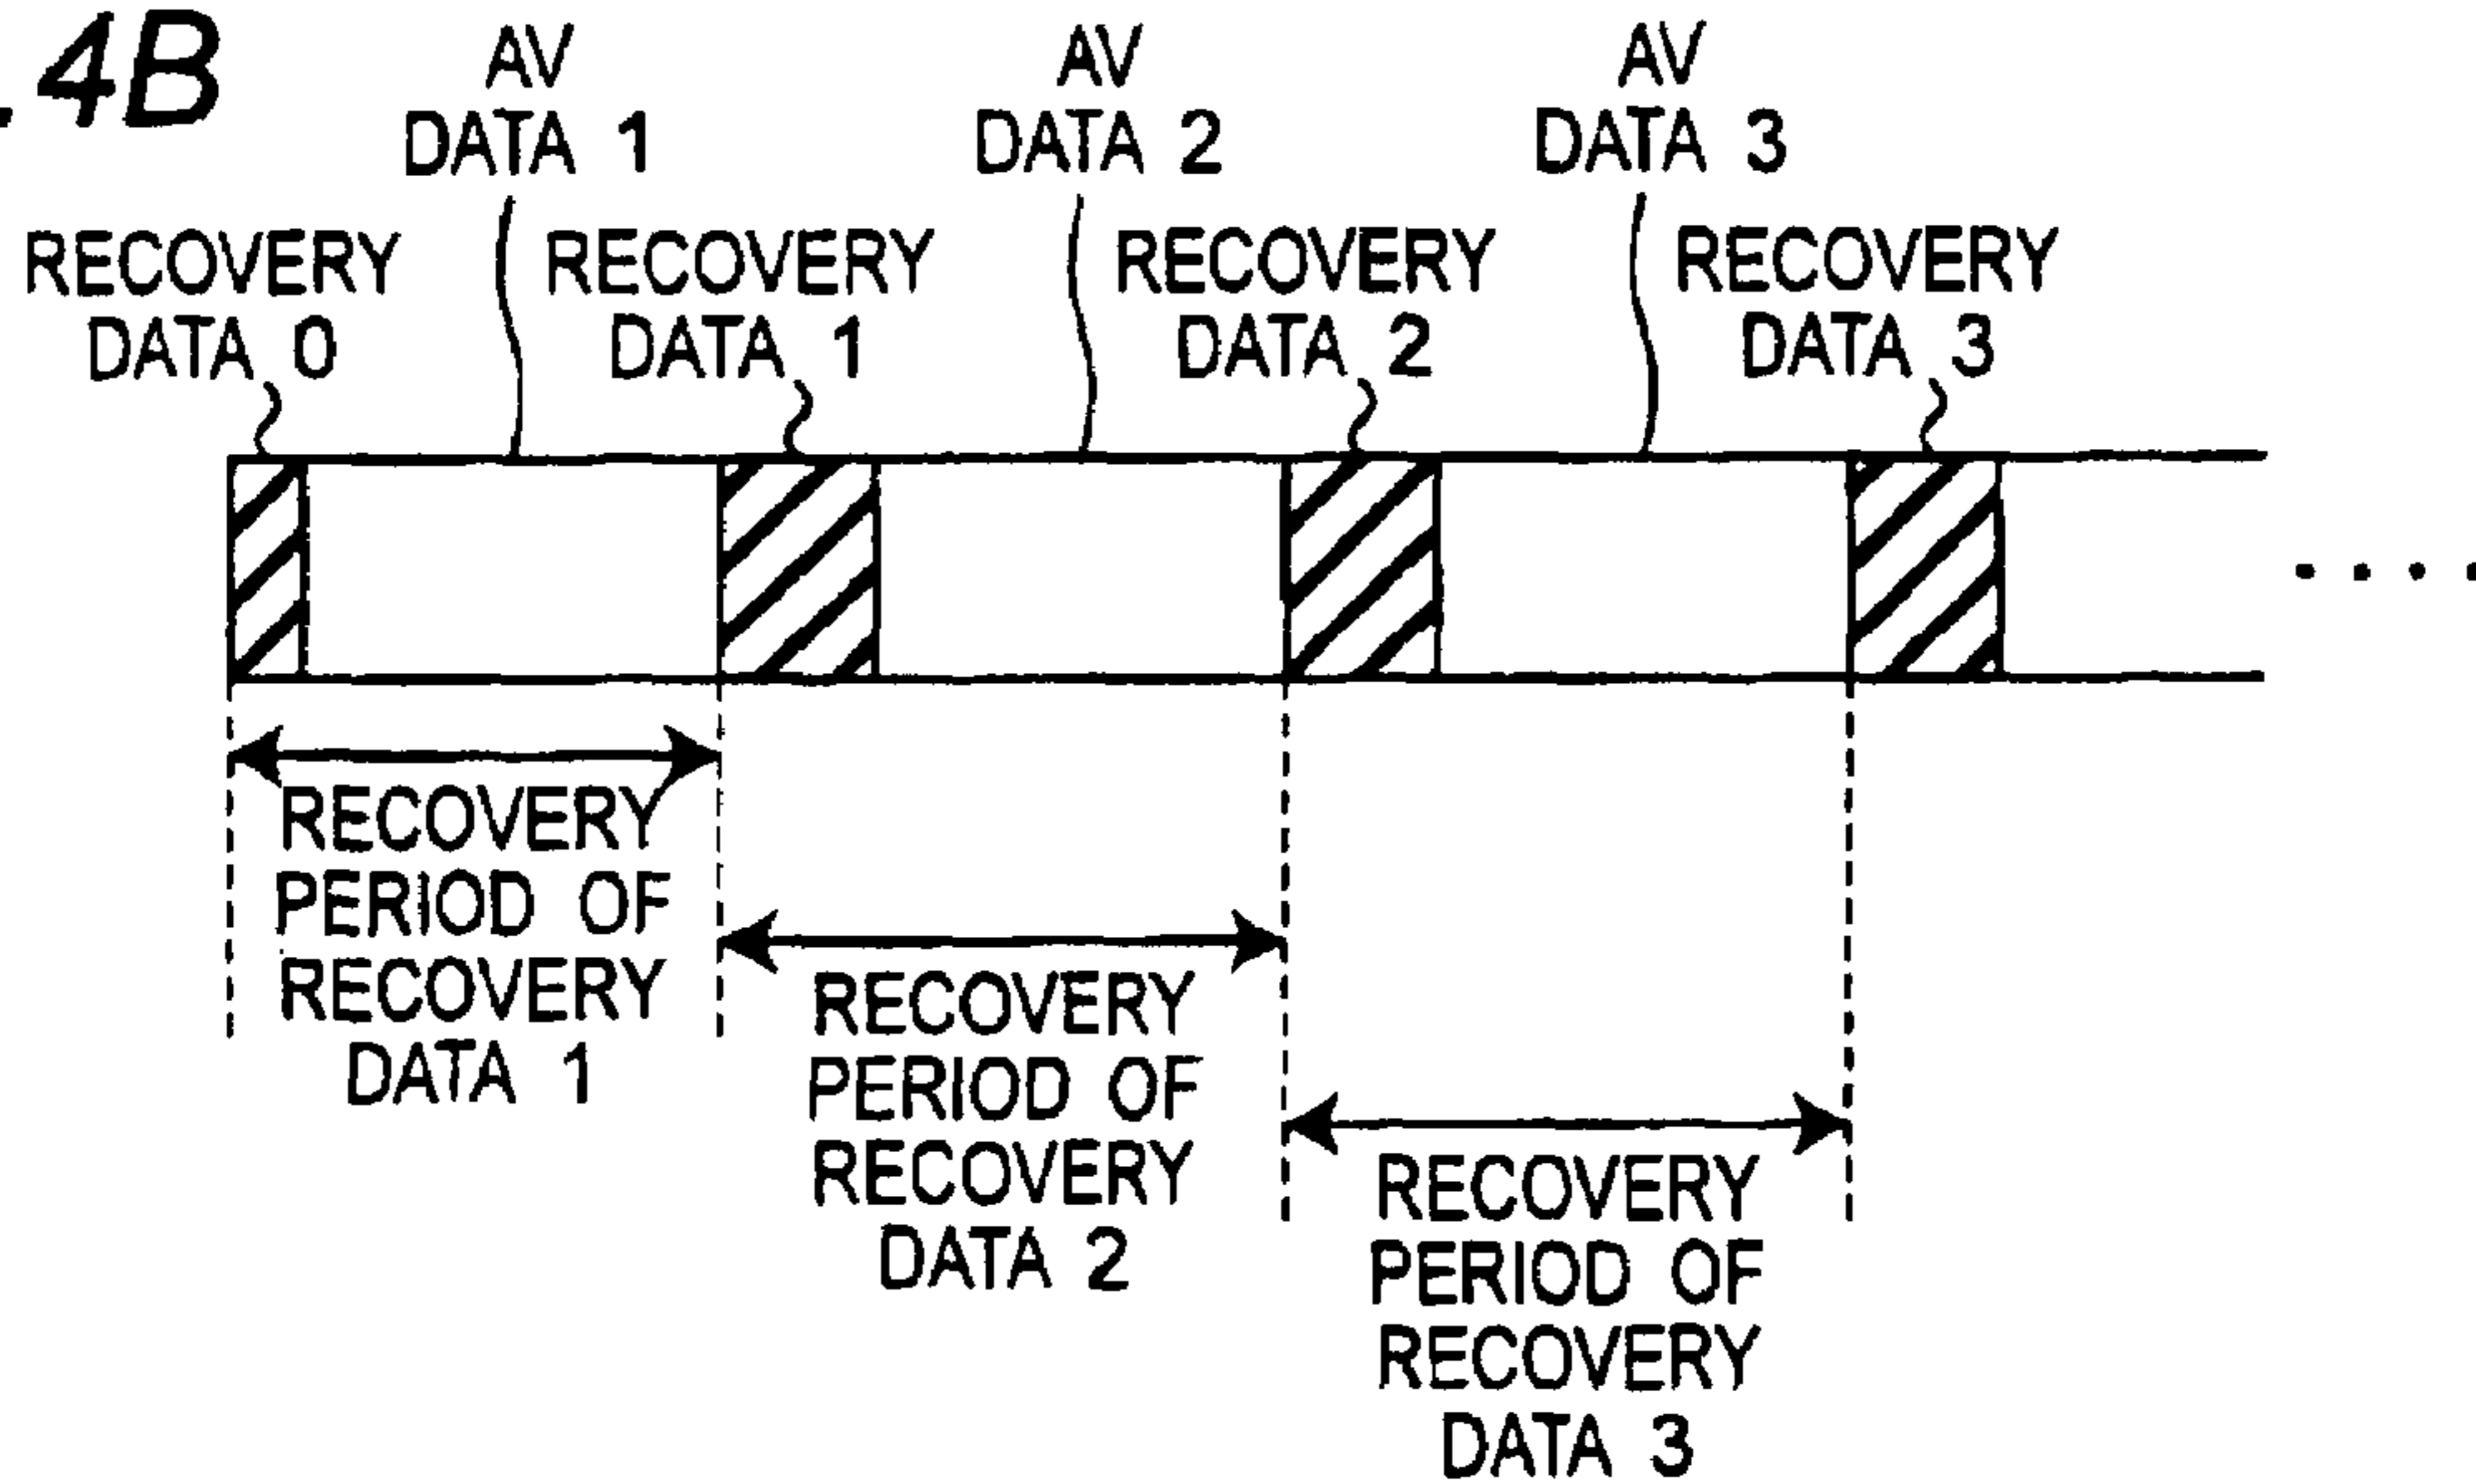 . 4B
AV
DATA 1
AV
DATA 2
AV
DATA 3
RECOVERY
DATA 0
RECOVERY
DATA 1
RECOVERY
DATA 2
RECOVERY
DATA 3
RECOVERY
PERIOD OF
RECOVERY
DATA 1
RECOVERY
PERIOD OF
RECOVERY
DATA 2
RECOVERY
PERIOD OF
RECOVERY
DATA 3